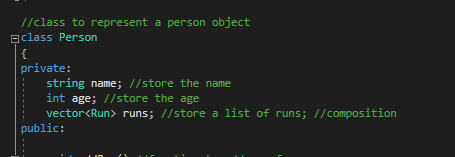 //class to represent a person object
class Person
{
private:
string name; //store the name
int age; //store the age
vector<Run> runs; //store a list of runs; //composition
public: